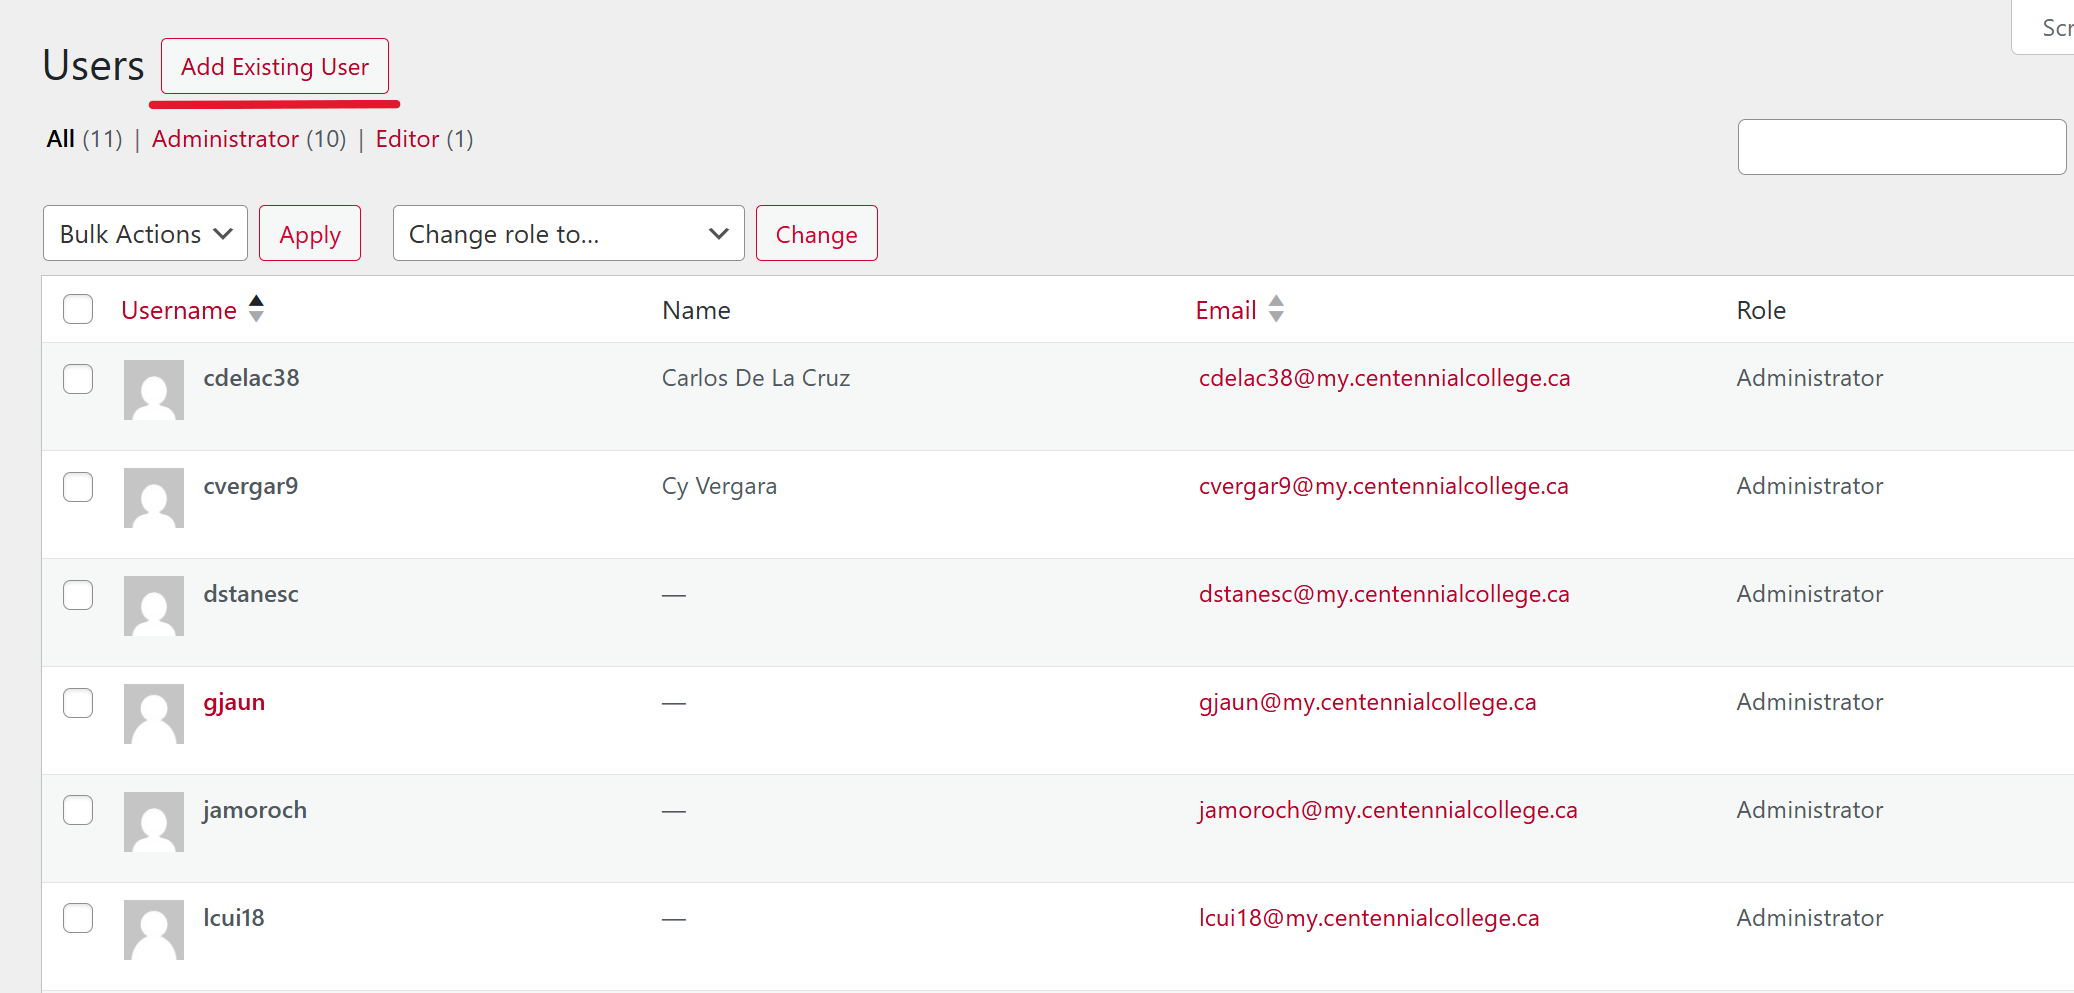 Users Add Existing User
All (11) | Administrator (10) | Editor (1)
Bulk Actions Apply Change role to... Change
Username Name Email Role
cdelac38 Carlos De La Cruz cdelac38@my.centennialcollege.ca Administrator
cvergar9 Cy Vergara cvergar9@my.centennialcollege.ca Administrator
dstanesc — dstanesc@my.centennialcollege.ca Administrator
gjaun — gjaun@my.centennialcollege.ca Administrator
jamoroch — jamoroch@my.centennialcollege.ca Administrator
lcui18 — lcui18@my.centennialcollege.ca Administrator